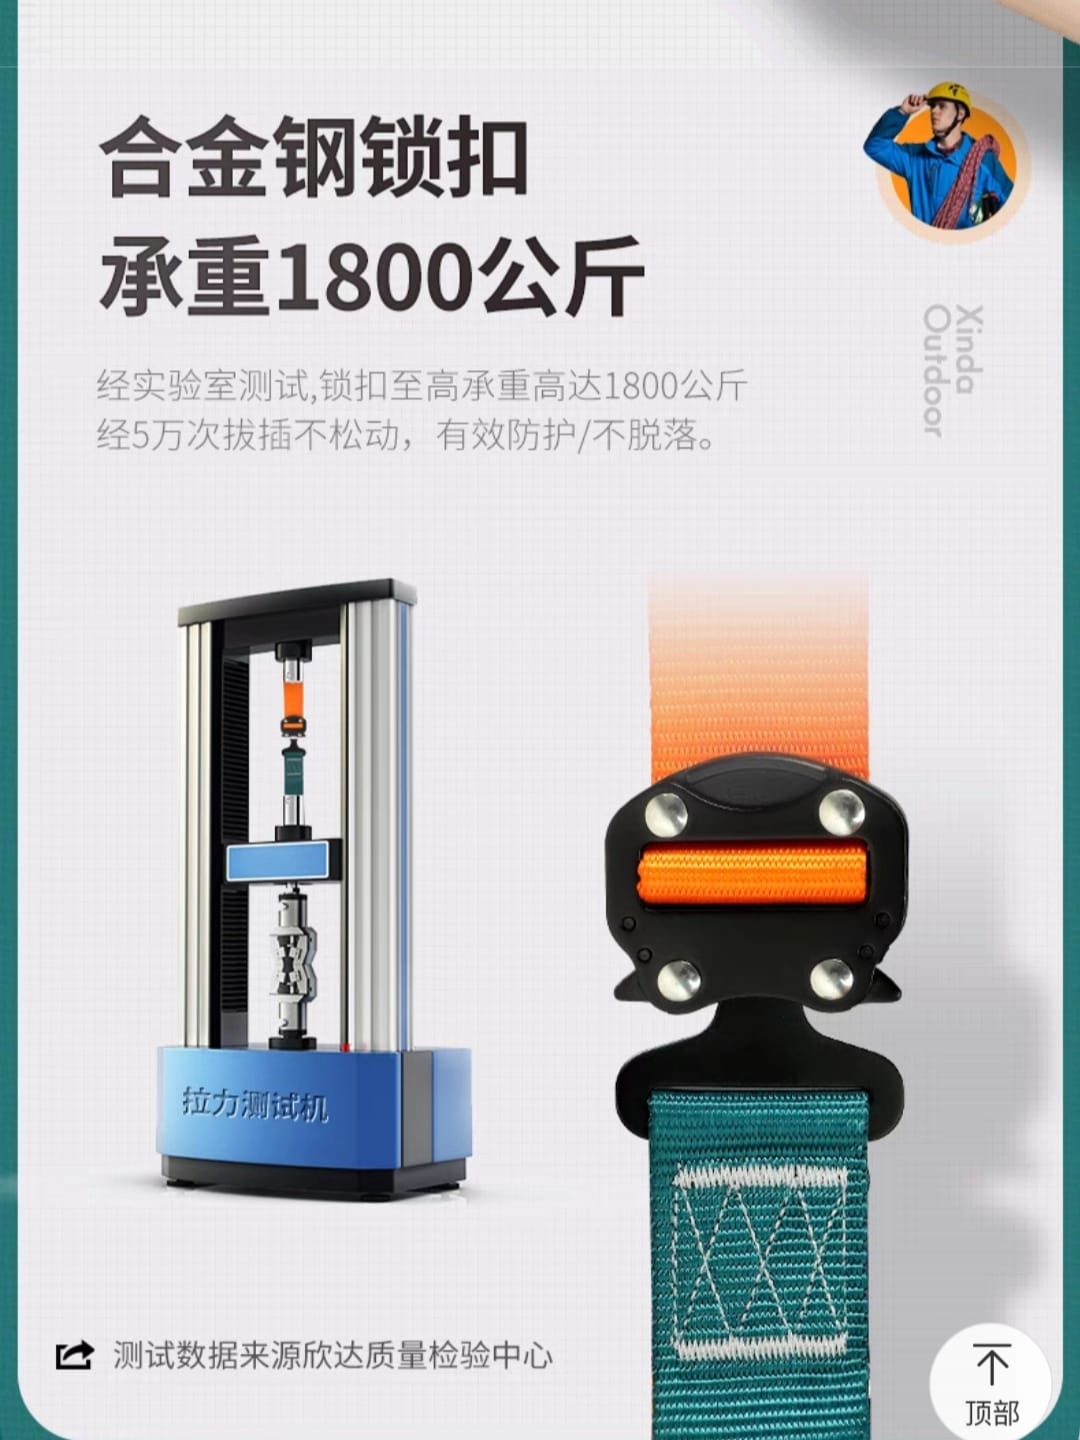 合金钢锁扣
承重1800公斤
Xinda
Outdoor
经实验室测试,锁扣至高承重高达1800公斤
经5万次拔插不松动，有效防护/不脱落。
拉力测试机
测试数据来源欣达质量检验中心
顶部